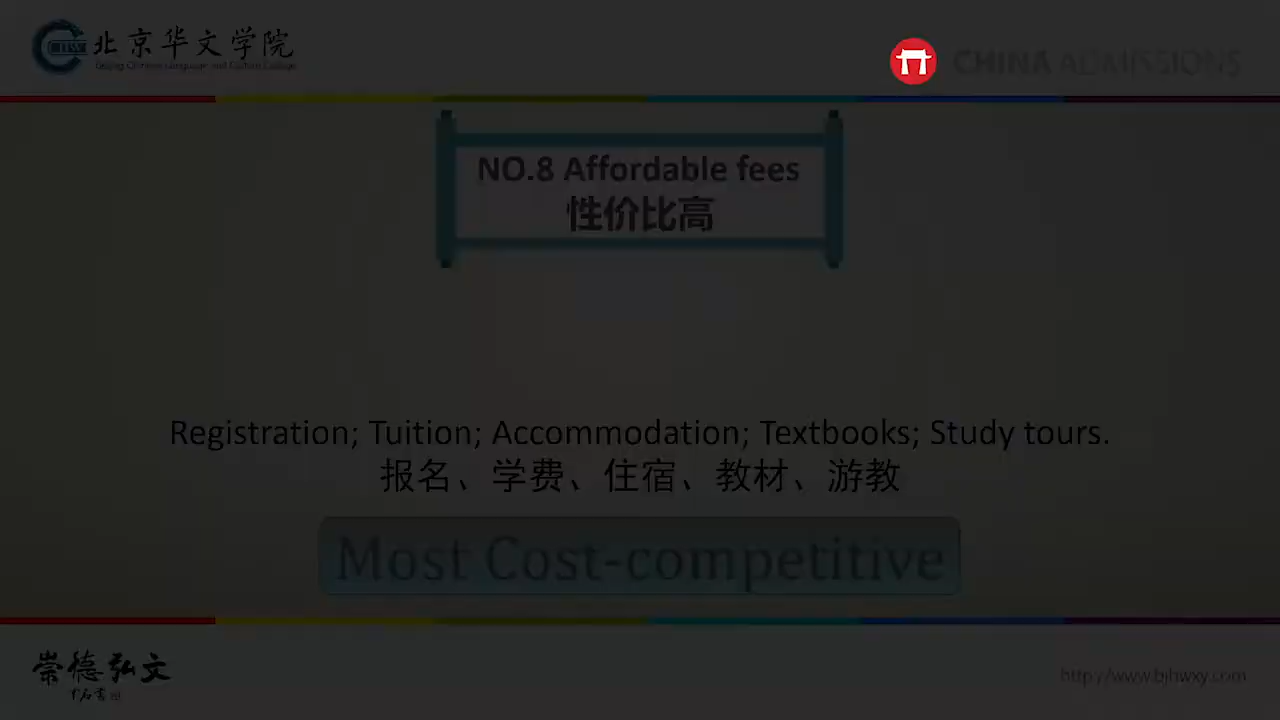 北京华文学院
Beijing Chinese Language and Culture College
CHINA ADMISSIONS
NO.8 Affordable fees
性价比高
Registration; Tuition; Accommodation; Textbooks; Study tours.
报名、学费、住宿、教材、游教
Most Cost-competitive
崇德弘文
http://www.bjhwxy.com